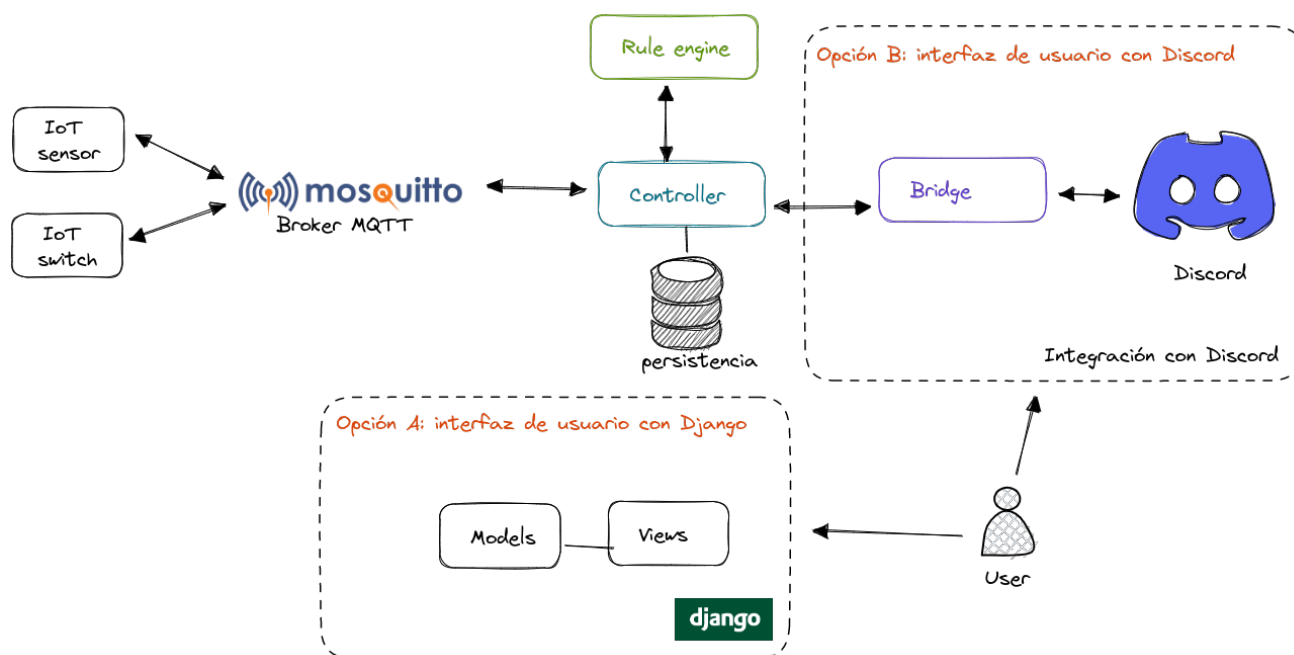 Rule engine
Opción B: interfaz de usuario con Discord
IoT
sensor
mosquitto
Broker MQTT
Controller
Bridge
IoT
switch
Discord
persistencia
Integración con Discord
Opción A: interfaz de usuario con Django
Models
Views
User
django